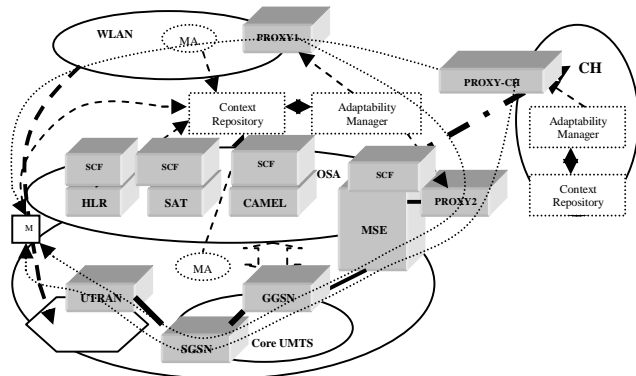 WLAN
MA
PROXY1
PROXY-CH
CH
Context
Repository
Adaptability
Manager
Adaptability
Manager
SCF
SCF
SCF
OSA
SCF
Context
Repository
HLR
SAT
CAMEL
PROXY2
M
MSE
MA
UTRAN
GGSN
SGSN
Core UMTS